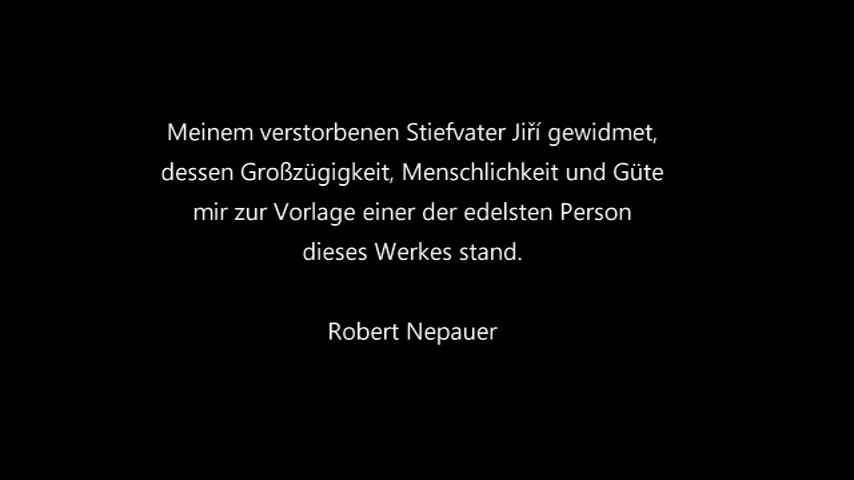 Meinem verstorbenen Stiefvater Jiří gewidmet,
dessen Großzügigkeit, Menschlichkeit und Güte
mir zur Vorlage einer der edelsten Person
dieses Werkes stand.
Robert Nepauer